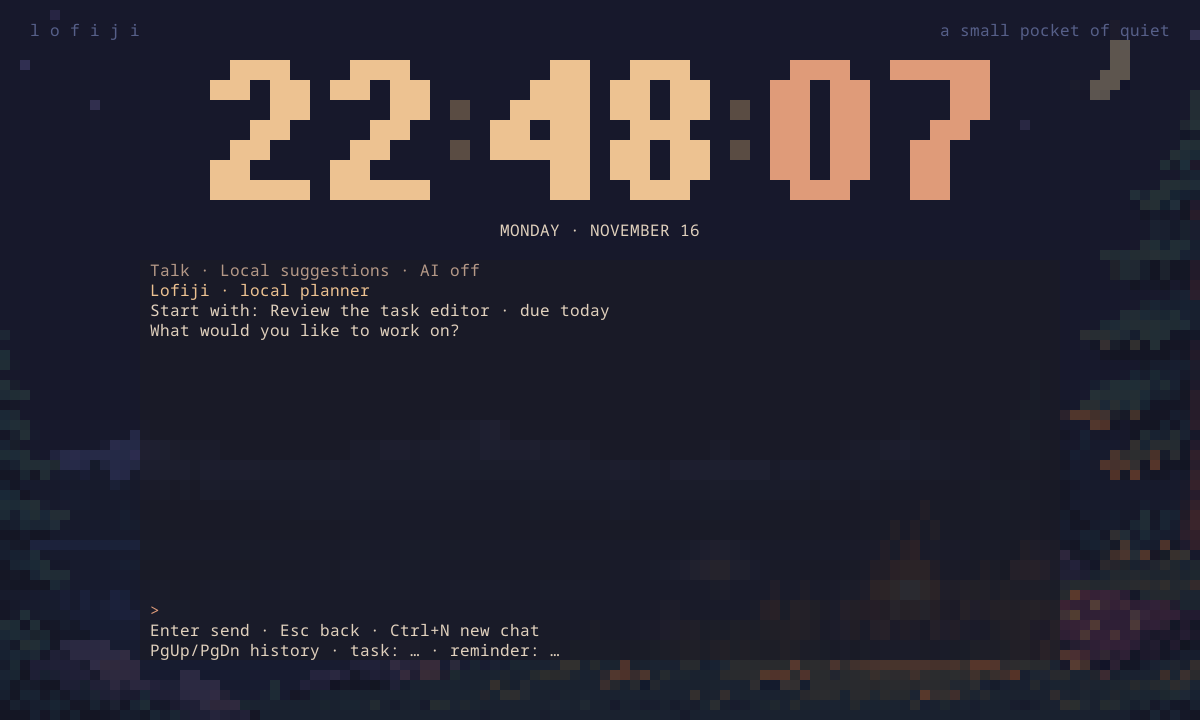 lofiji
a small pocket of quiet
22:48:07
MONDAY · NOVEMBER 16
Talk · Local suggestions · AI off
Lofiji · local planner
Start with: Review the task editor · due today
What would you like to work on?
>
Enter send · Esc back · Ctrl+N new chat
PgUp/PgDn history · task: … · reminder: …